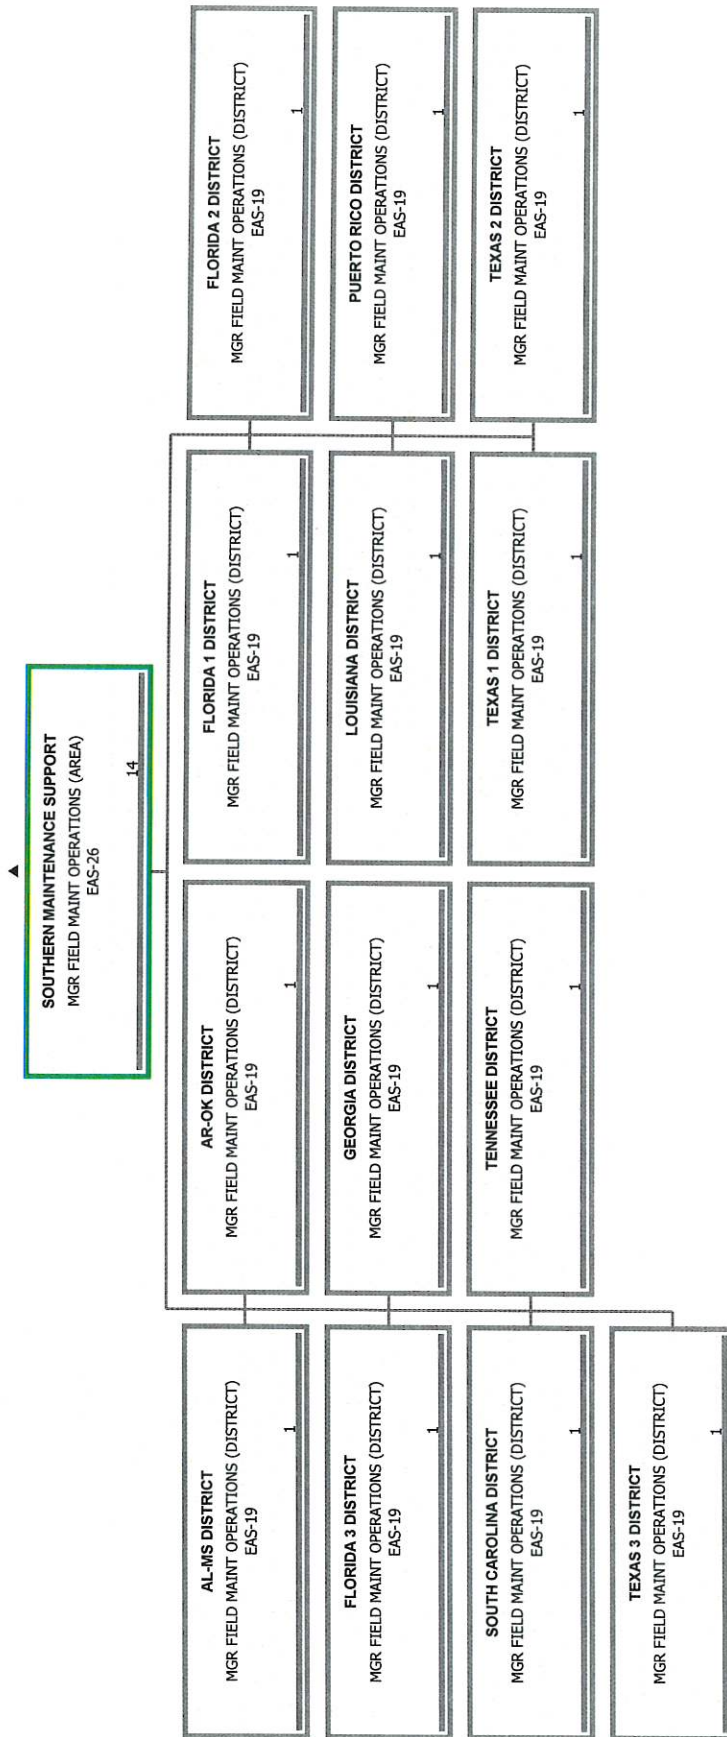 SOUTHERN MAINTENANCE SUPPORT
MGR FIELD MAINT OPERATIONS (AREA)
EAS-26
14
AL-MS DISTRICT
MGR FIELD MAINT OPERATIONS (DISTRICT)
EAS-19
1
AR-OK DISTRICT
MGR FIELD MAINT OPERATIONS (DISTRICT)
EAS-19
1
FLORIDA 1 DISTRICT
MGR FIELD MAINT OPERATIONS (DISTRICT)
EAS-19
1
FLORIDA 2 DISTRICT
MGR FIELD MAINT OPERATIONS (DISTRICT)
EAS-19
1
FLORIDA 3 DISTRICT
MGR FIELD MAINT OPERATIONS (DISTRICT)
EAS-19
1
GEORGIA DISTRICT
MGR FIELD MAINT OPERATIONS (DISTRICT)
EAS-19
1
LOUISIANA DISTRICT
MGR FIELD MAINT OPERATIONS (DISTRICT)
EAS-19
1
PUERTO RICO DISTRICT
MGR FIELD MAINT OPERATIONS (DISTRICT)
EAS-19
1
SOUTH CAROLINA DISTRICT
MGR FIELD MAINT OPERATIONS (DISTRICT)
EAS-19
1
TENNESSEE DISTRICT
MGR FIELD MAINT OPERATIONS (DISTRICT)
EAS-19
1
TEXAS 1 DISTRICT
MGR FIELD MAINT OPERATIONS (DISTRICT)
EAS-19
1
TEXAS 2 DISTRICT
MGR FIELD MAINT OPERATIONS (DISTRICT)
EAS-19
1
TEXAS 3 DISTRICT
MGR FIELD MAINT OPERATIONS (DISTRICT)
EAS-19